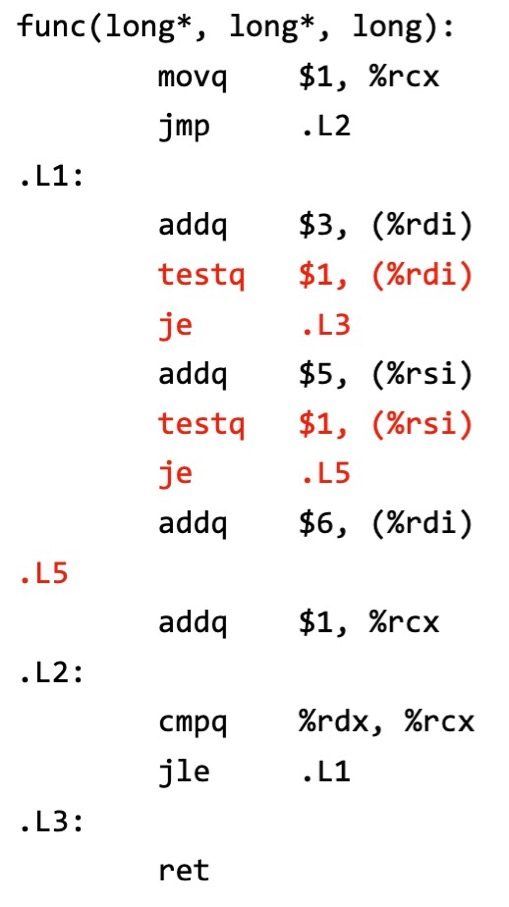 func(long*, long*, long):
movq $1, %rcx
jmp .L2
.L1:
addq $3, (%rdi)
testq $1, (%rdi)
je .L3
addq $5, (%rsi)
testq $1, (%rsi)
je .L5
addq $6, (%rdi)
.L5
addq $1, %rcx
.L2:
cmpq %rdx, %rcx
jle .L1
.L3:
ret